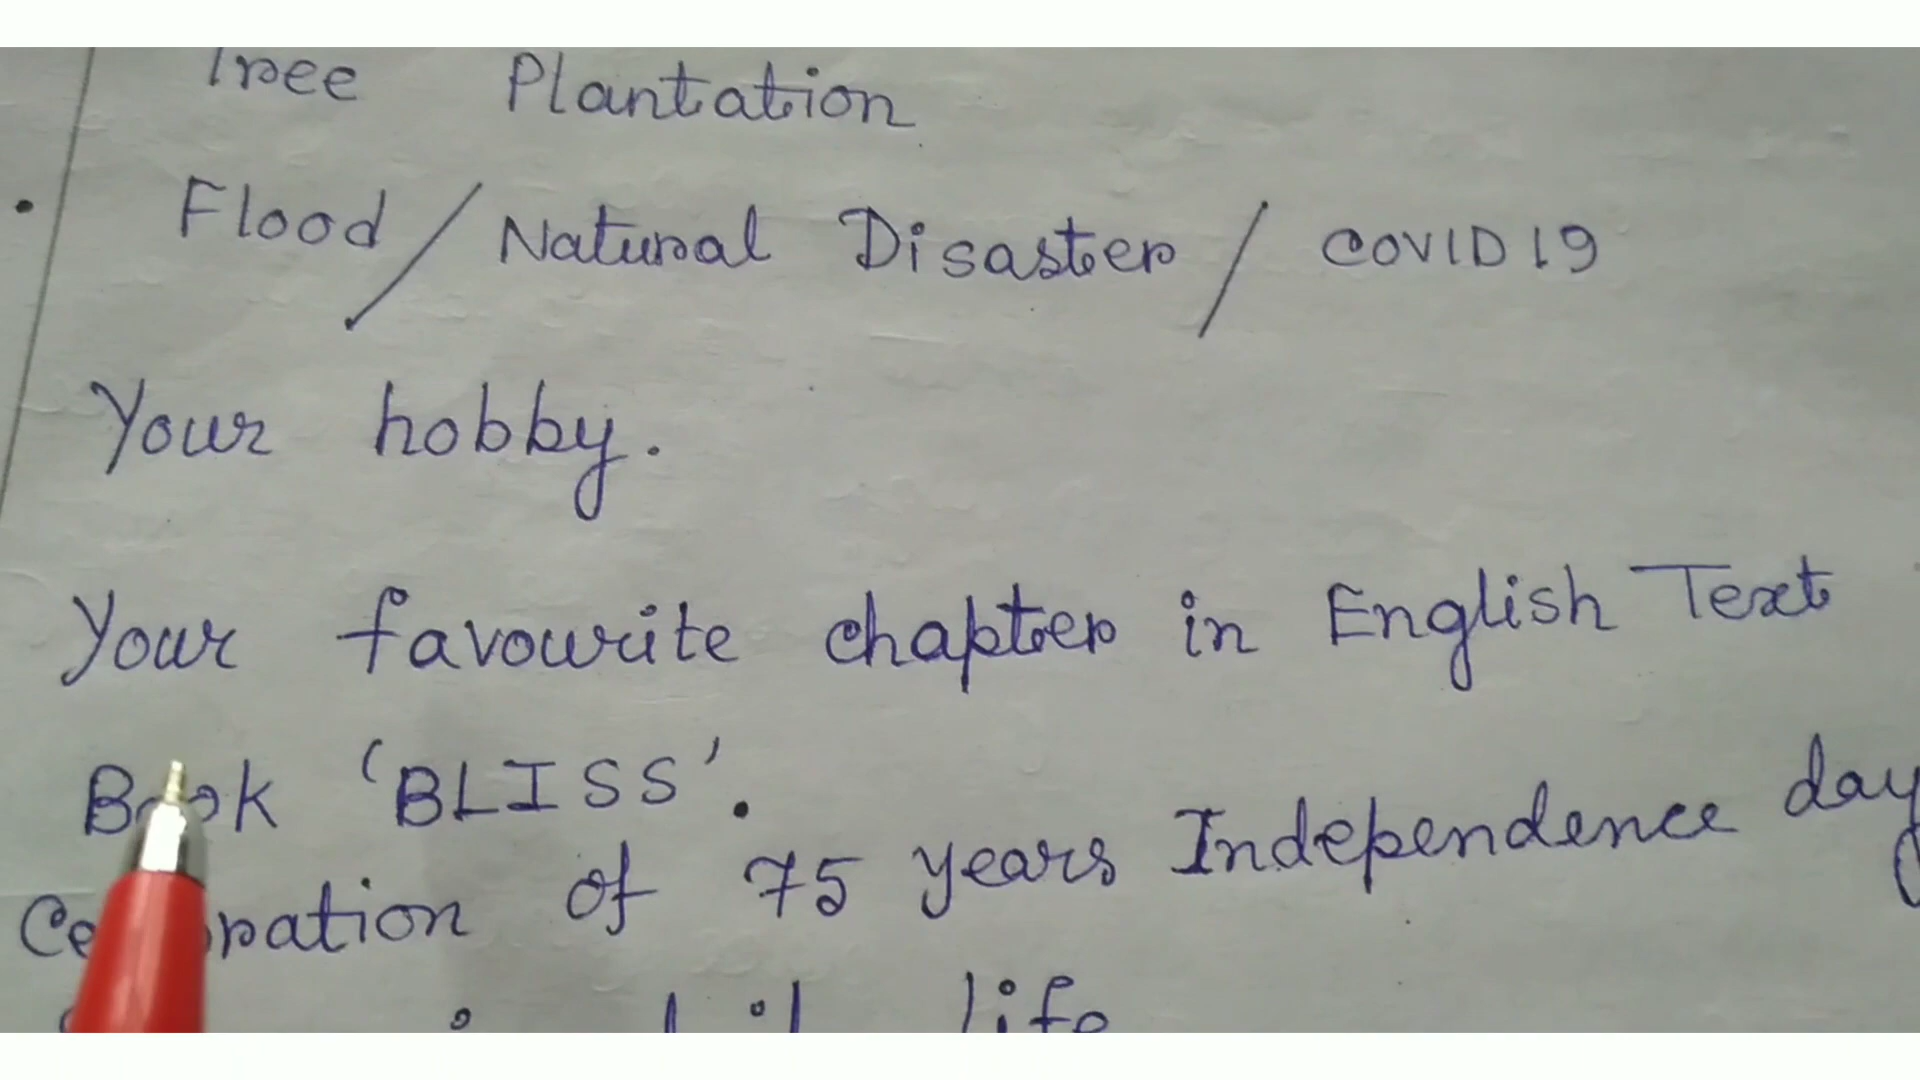 Tree Plantation
Flood / Natural Disaster / COVID 19
Your hobby.
Your favourite chapter in English Text
Book 'BLISS'.
of 75 years Independence day
life